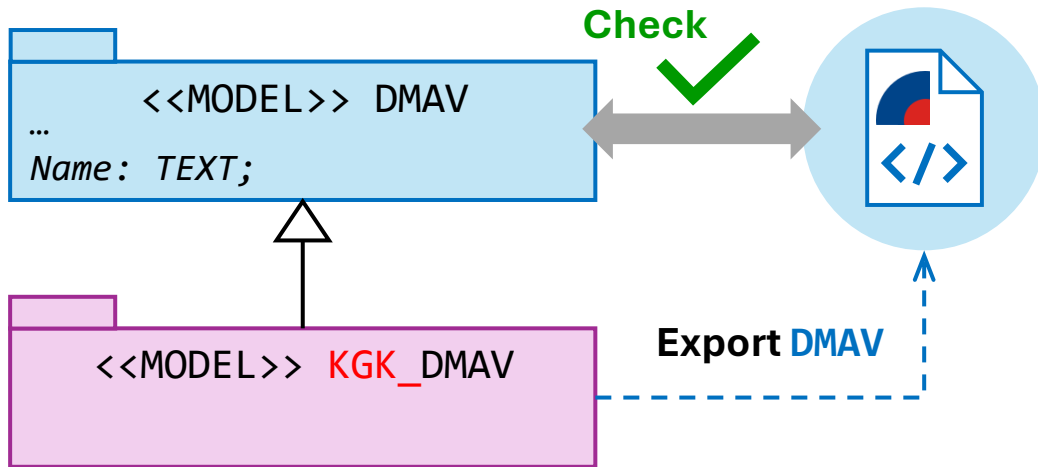 Check
<<MODEL>> DMAV
…
Name: TEXT;
</>
<<MODEL>> KGK_DMAV
Export DMAV